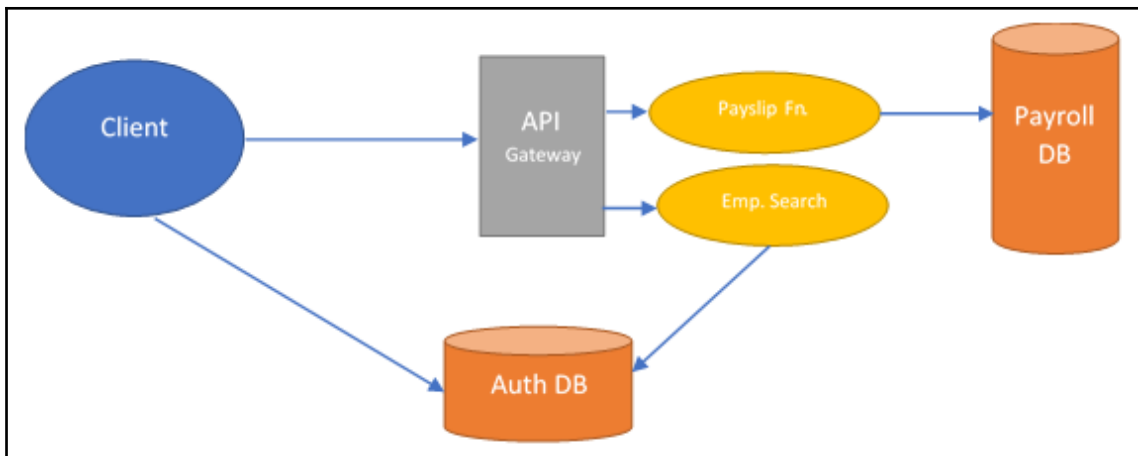 Client
API
Gateway
Payslip Fn.
Emp. Search
Payroll
DB
Auth DB